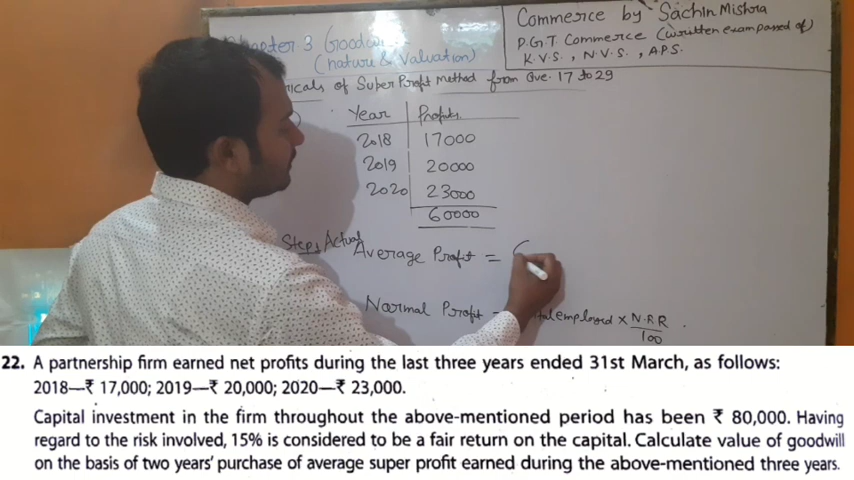 Commerce by Sachin Mishra
P.G.T. Commerce (written exam passed of)
K.V.S., N.V.S., A.P.S.
Chapter 3
(nature & Valuation)
of Super Profit Method from Que. 17 to 29
Year Profits
2018 17000
2019 20000
2020 23000
60000
Steps Actual
Average Profit =
Normal Profit = employed × N.R.R
100
22. A partnership firm earned net profits during the last three years ended 31st March, as follows:
2018—₹ 17,000; 2019—₹ 20,000; 2020—₹ 23,000.
Capital investment in the firm throughout the above-mentioned period has been ₹ 80,000. Having
regard to the risk involved, 15% is considered to be a fair return on the capital. Calculate value of goodwill
on the basis of two years' purchase of average super profit earned during the above-mentioned three years.